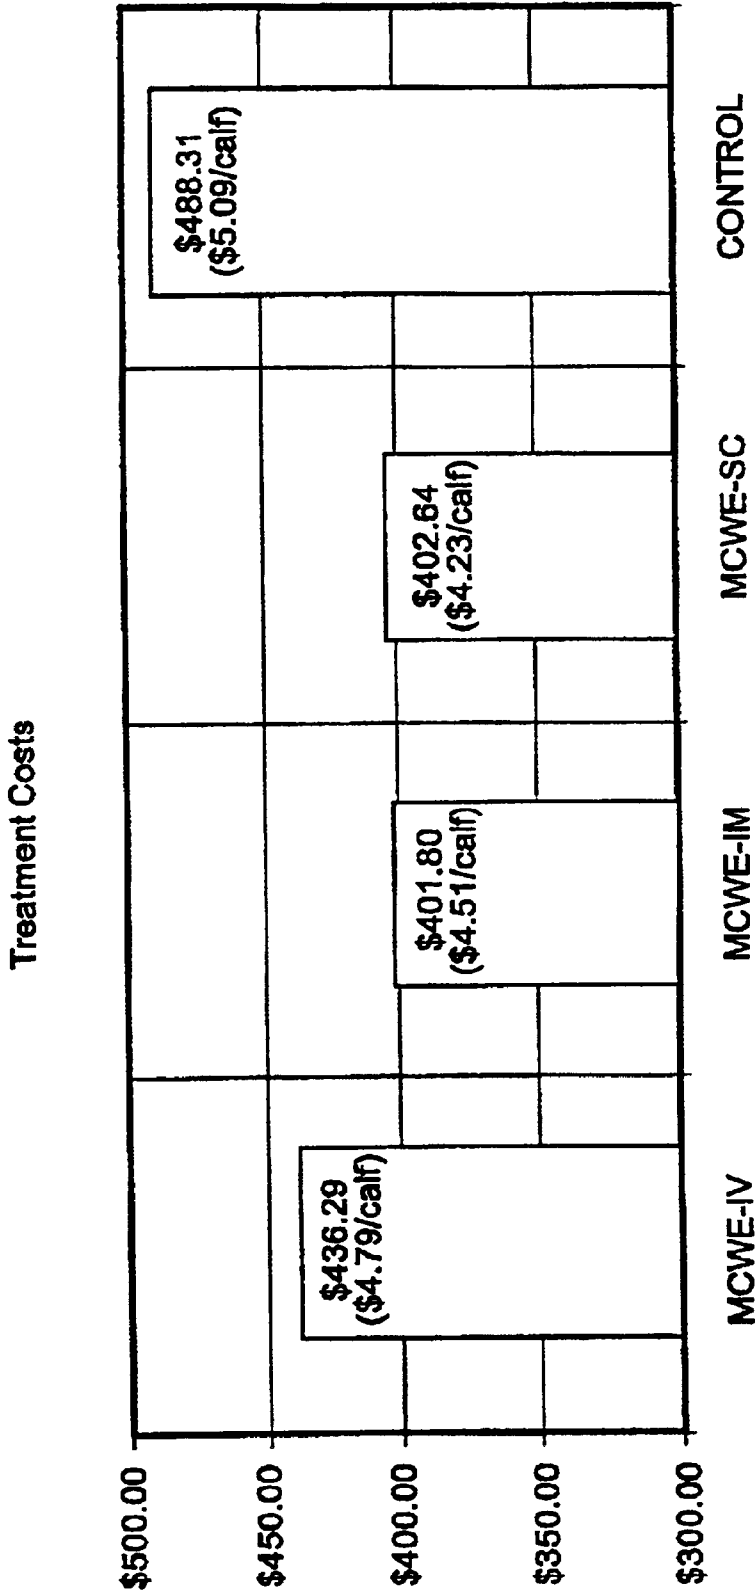 Treatment Costs
$500.00
$450.00
$400.00
$350.00
$300.00
$436.29
($4.79/calf)
$401.80
($4.51/calf)
$402.64
($4.23/calf)
$488.31
($5.09/calf)
MCWE-IV
MCWE-IM
MCWE-SC
CONTROL